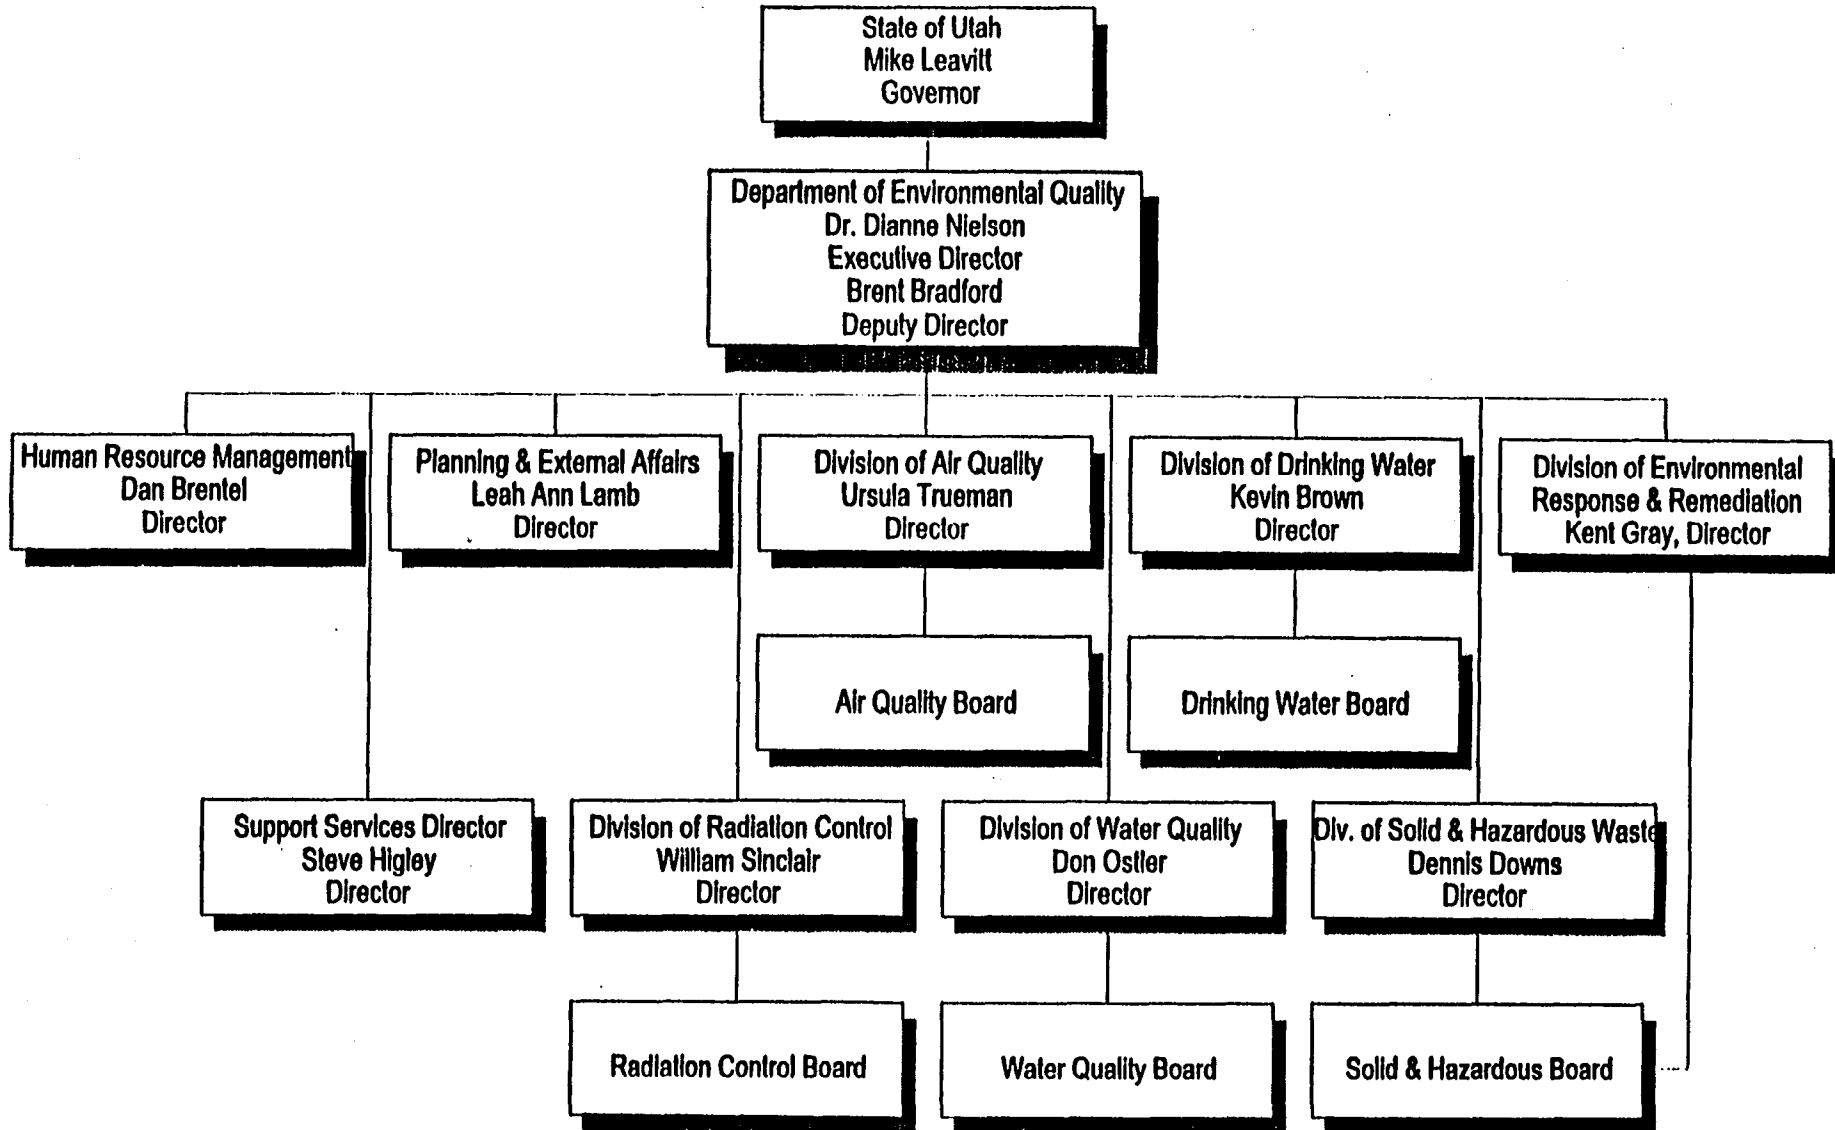 State of Utah
Mike Leavitt
Governor
Department of Environmental Quality
Dr. Dianne Nielson
Executive Director
Brent Bradford
Deputy Director
Human Resource Management
Dan Brentel
Director
Planning & External Affairs
Leah Ann Lamb
Director
Division of Air Quality
Ursula Trueman
Director
Division of Drinking Water
Kevin Brown
Director
Division of Environmental
Response & Remediation
Kent Gray, Director
Air Quality Board
Drinking Water Board
Support Services Director
Steve Higley
Director
Division of Radiation Control
William Sinclair
Director
Division of Water Quality
Don Ostler
Director
Div. of Solid & Hazardous Waste
Dennis Downs
Director
Radiation Control Board
Water Quality Board
Solid & Hazardous Board